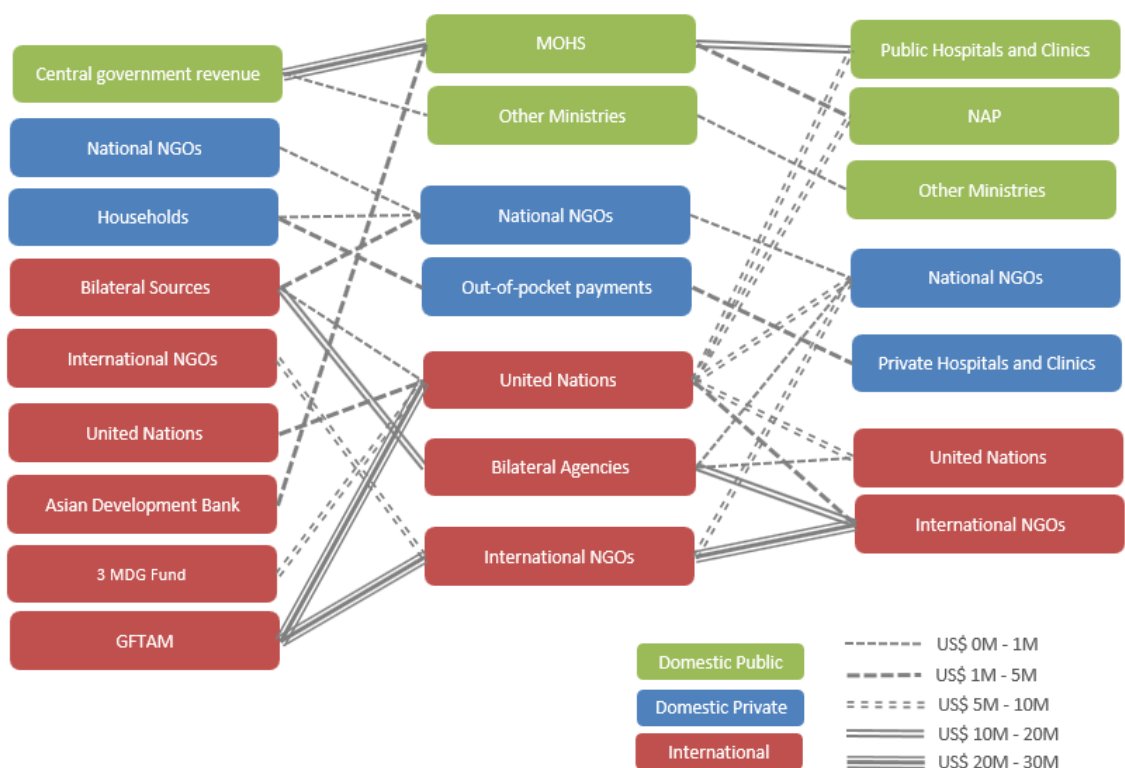 Central government revenue
National NGOs
Households
Bilateral Sources
International NGOs
United Nations
Asian Development Bank
3 MDG Fund
GFTAM
MOHS
Other Ministries
National NGOs
Out-of-pocket payments
United Nations
Bilateral Agencies
International NGOs
Public Hospitals and Clinics
NAP
Other Ministries
National NGOs
Private Hospitals and Clinics
United Nations
International NGOs
Domestic Public
Domestic Private
International
US$ 0M - 1M
US$ 1M - 5M
US$ 5M - 10M
US$ 10M - 20M
US$ 20M - 30M